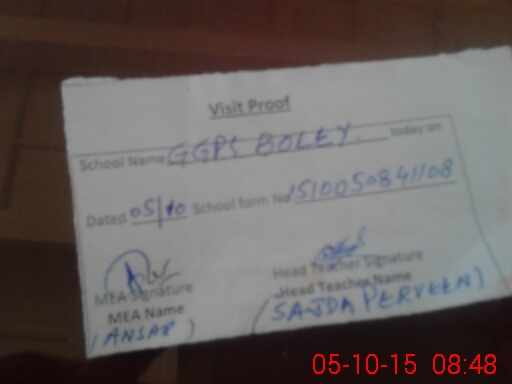 Visit Proof
School Name GGPS. BOLEY. today on
Dated 05/10 School form No 1510050841108
MEA Signature Head Teacher Signature
MEA Name Head Teacher Name
(ANSAR) (SAJDA PERVEEN)
05-10-15 08:48